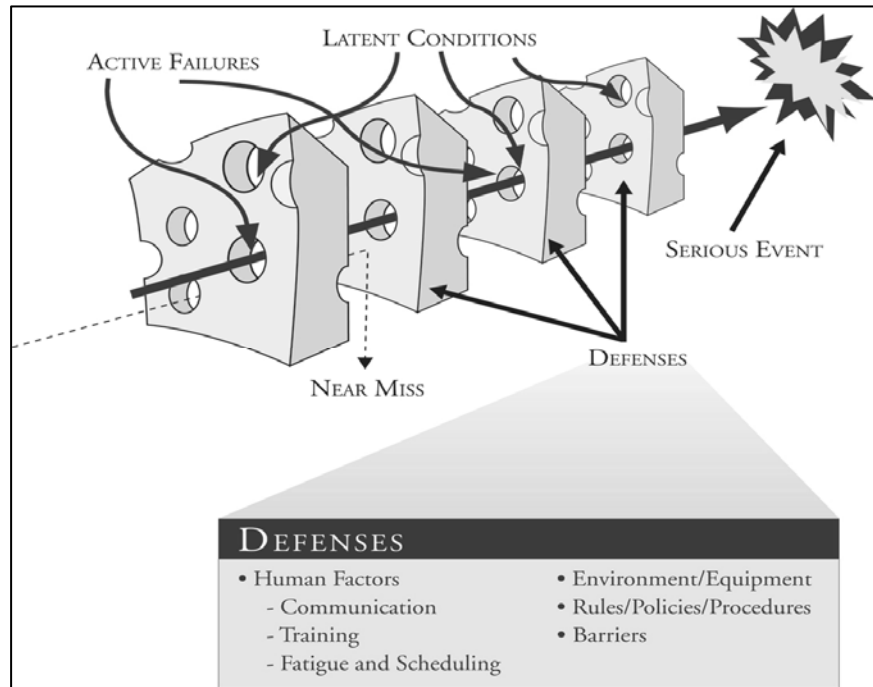 LATENT CONDITIONS
ACTIVE FAILURES
SERIOUS EVENT
DEFENSES
NEAR MISS
DEFENSES
• Human Factors
- Communication
- Training
- Fatigue and Scheduling
• Environment/Equipment
• Rules/Policies/Procedures
• Barriers